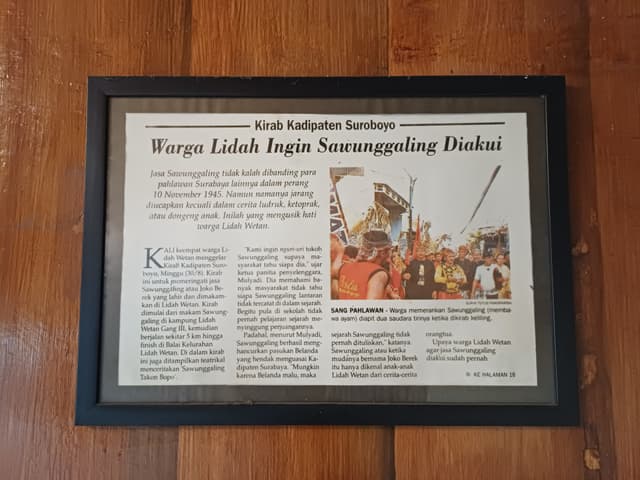 Kirab Kadipaten Suroboyo
Warga Lidah Ingin Sawunggaling Diakui
Jasa Sawunggaling tidak kalah dibanding para
pahlawan Surabaya lainnya dalam perang
10 November 1945. Namun namanya jarang
diucapkan kecuali dalam cerita ludruk, ketoprak,
atau dongeng anak. Inilah yang mengusik hati
warga Lidah Wetan.
KALI keempat warga Li-
dah Wetan menggelar
Kirab Kadipaten Suro-
boyo, Minggu (30/8). Kirab
ini untuk memeringati jasa
Sawunggaling atau Joko Be-
rek yang lahir dan dimakam-
kan di Lidah Wetan. Kirab
dimulai dari makam Sawung-
galing di kampung Lidah
Wetan Gang III, kemudian
berjalan sekitar 5 km hingga
finish di Balai Kelurahan
Lidah Wetan. Di dalam kirab
ini juga ditampilkan teatrikal
menceritakan 'Sawunggaling
Takon Bopo'.
"Kami ingin nguri-uri tokoh
Sawunggaling supaya ma-
syarakat tahu siapa dia," ujar
ketua panitia penyelenggara,
Mulyadi. Dia memahami ba-
nyak masyarakat tidak tahu
siapa Sawunggaling lantaran
tidak tercatat di dalam sejarah.
Begitu pula di sekolah tidak
pernah pelajaran sejarah me-
nyinggung perjuangannya.
Padahal, menurut Mulyadi,
Sawunggaling berhasil meng-
hancurkan pasukan Belanda
yang hendak menguasai Ka-
dipaten Surabaya. "Mungkin
karena Belanda malu, maka
SANG PAHLAWAN - Warga memerankan Sawunggaling (memba-
wa ayam) diapit dua saudara tirinya ketika dikirab keliling.
sejarah Sawunggaling tidak
pernah dituliskan," katanya.
Sawunggaling atau ketika
mudanya bernama Joko Berek
itu hanya dikenal anak-anak
Lidah Wetan dari cerita-cerita
orangtua.
Upaya warga Lidah Wetan
agar jasa Sawunggaling
diakui sudah pernah
KE HALAMAN 15